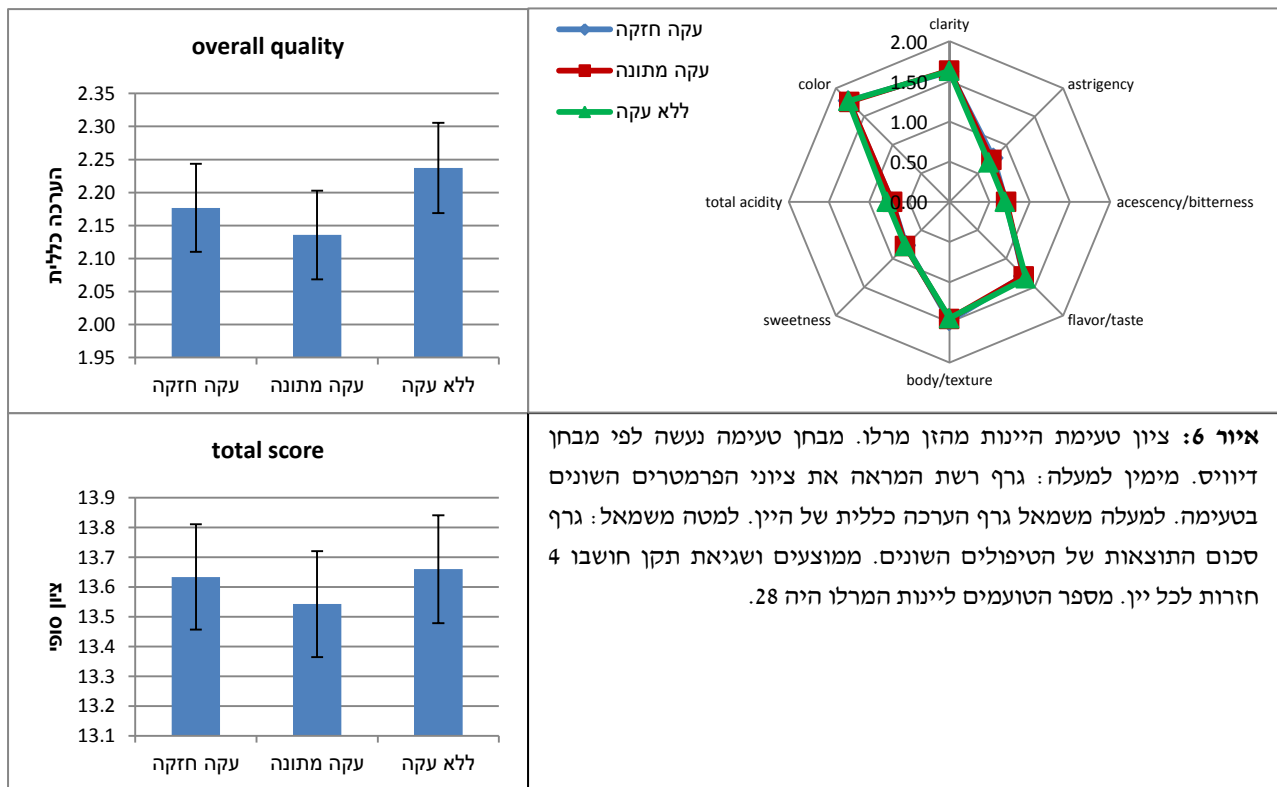 overall quality
2.35
2.30
2.25
2.20
2.15
2.10
2.05
2.00
1.95
הערכה כללית
עקה חזקה
עקה מתונה
ללא עקה
עקה חזקה
עקה מתונה
ללא עקה
clarity
2.00
1.50
1.00
0.50
0.00
astrigency
acescency/bitterness
flavor/taste
body/texture
sweetness
total acidity
color
total score
13.9
13.8
13.7
13.6
13.5
13.4
13.3
13.2
13.1
ציון סופי
עקה חזקה
עקה מתונה
ללא עקה
איור 6: ציון טעימת היינות מהזן מרלו. מבחן טעימה נעשה לפי מבחן
דיוויס. מימין למעלה: גרף רשת המראה את ציוני הפרמטרים השונים
בטעימה. למעלה משמאל גרף הערכה כללית של היין. למטה משמאל: גרף
סכום התוצאות של הטיפולים השונים. ממוצעים ושגיאת תקן חושבו 4
חזרות לכל יין. מספר הטועמים ליינות המרלו היה 28.